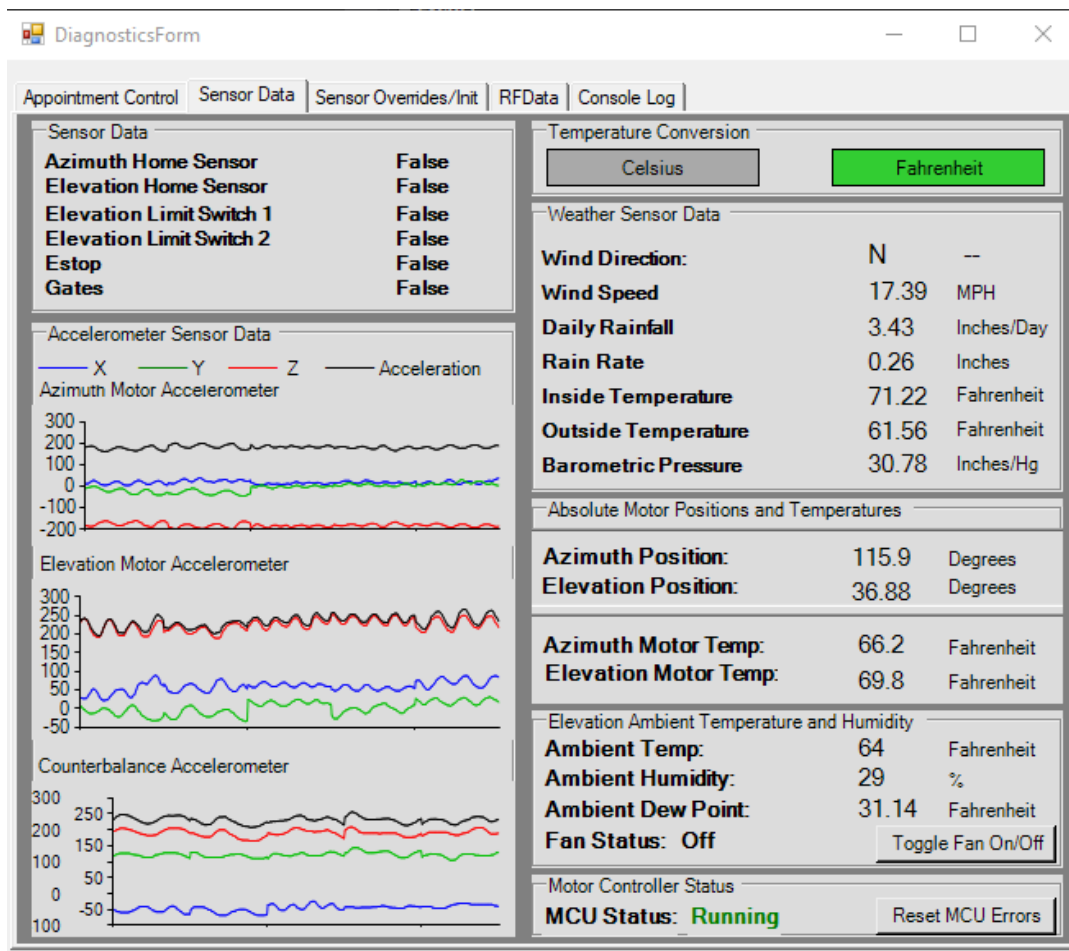 DiagnosticsForm
Appointment Control Sensor Data Sensor Overrides/Init RFData Console Log
Sensor Data
Azimuth Home Sensor False
Elevation Home Sensor False
Elevation Limit Switch 1 False
Elevation Limit Switch 2 False
Estop False
Gates False
Accelerometer Sensor Data
X Y Z Acceleration
Azimuth Motor Accelerometer
300
200
100
0
-100
-200
Elevation Motor Accelerometer
300
250
200
150
100
50
0
-50
Counterbalance Accelerometer
300
250
200
150
100
50
0
-50
100
Temperature Conversion
Celsius Fahrenheit
Weather Sensor Data
Wind Direction: N --
Wind Speed 17.39 MPH
Daily Rainfall 3.43 Inches/Day
Rain Rate 0.26 Inches
Inside Temperature 71.22 Fahrenheit
Outside Temperature 61.56 Fahrenheit
Barometric Pressure 30.78 Inches/Hg
Absolute Motor Positions and Temperatures
Azimuth Position: 115.9 Degrees
Elevation Position: 36.88 Degrees
Azimuth Motor Temp: 66.2 Fahrenheit
Elevation Motor Temp: 69.8 Fahrenheit
Elevation Ambient Temperature and Humidity
Ambient Temp: 64 Fahrenheit
Ambient Humidity: 29 %
Ambient Dew Point: 31.14 Fahrenheit
Fan Status: Off Toggle Fan On/Off
Motor Controller Status
MCU Status: Running Reset MCU Errors